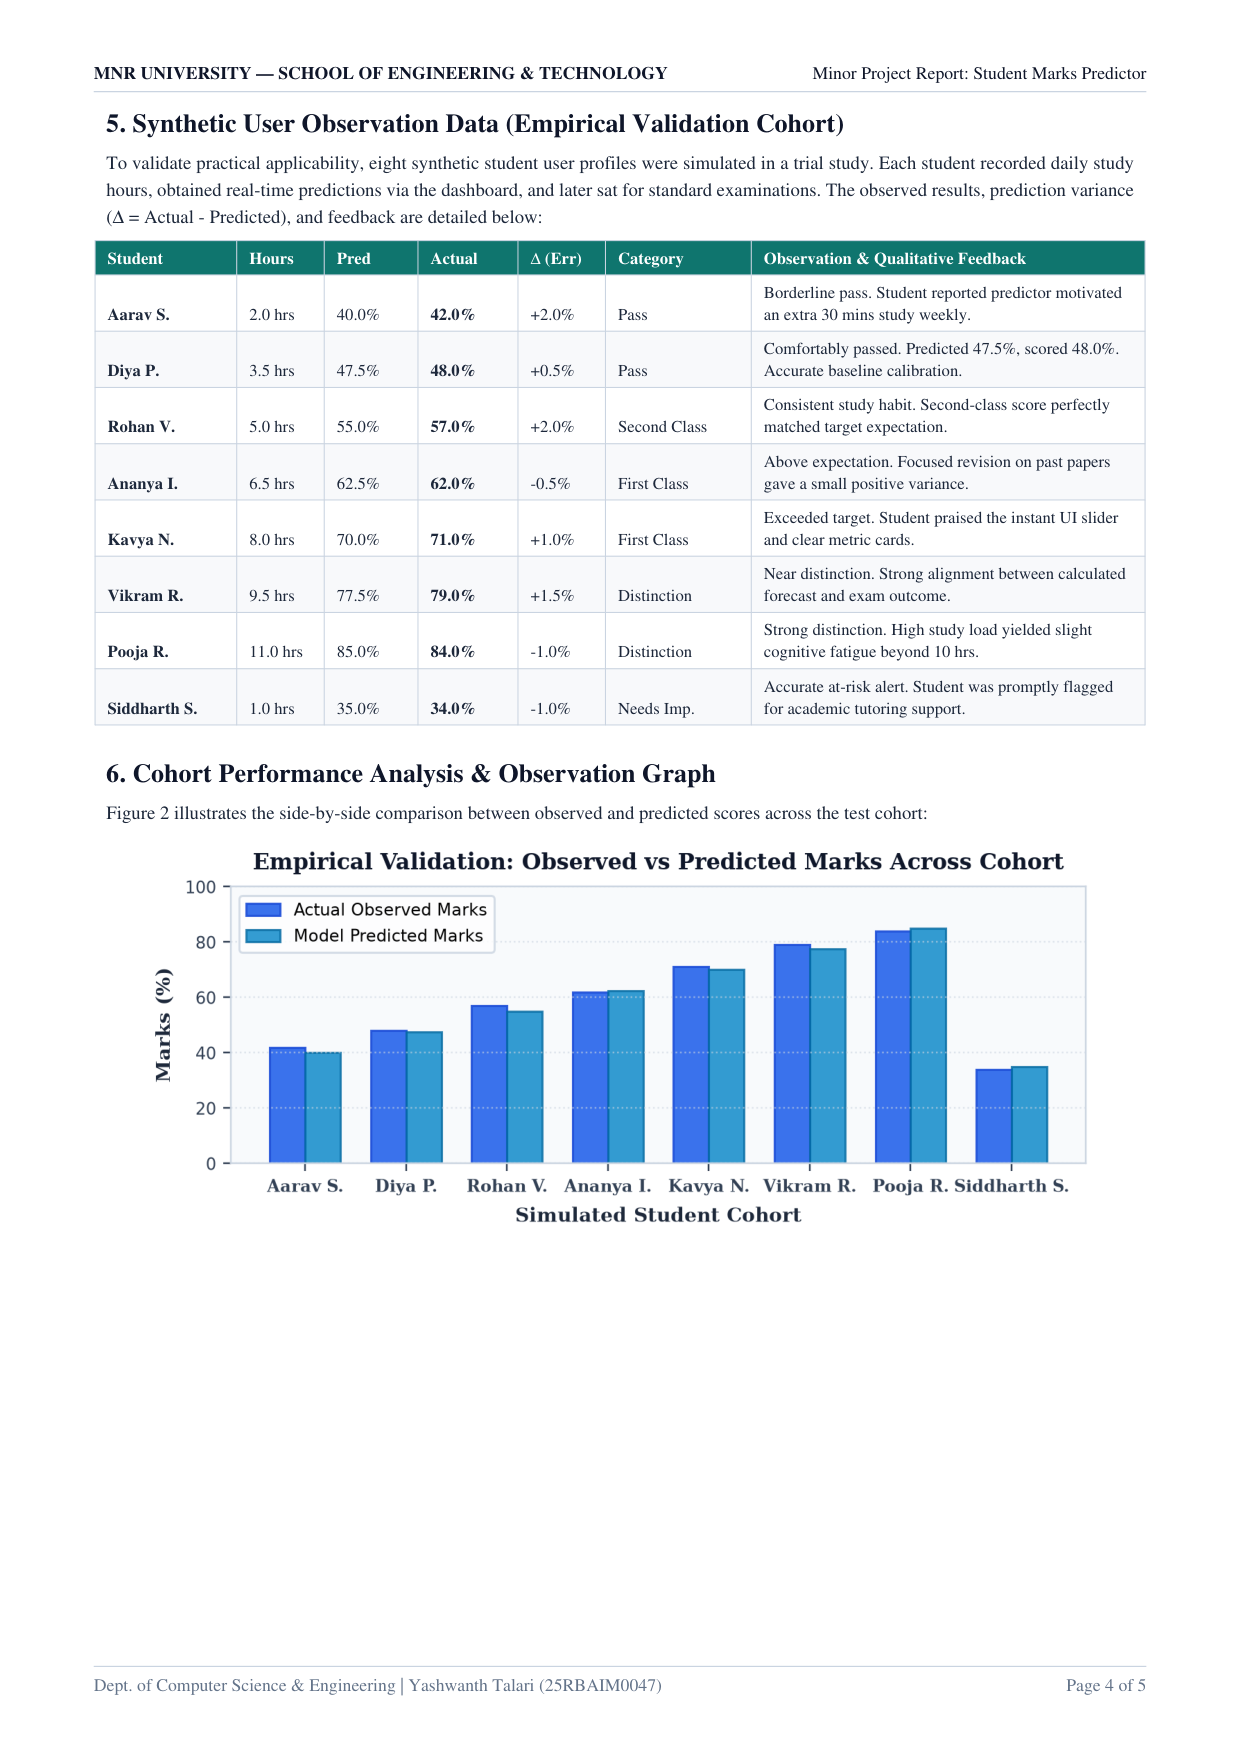 MNR UNIVERSITY — SCHOOL OF ENGINEERING & TECHNOLOGY
Minor Project Report: Student Marks Predictor
5. Synthetic User Observation Data (Empirical Validation Cohort)
To validate practical applicability, eight synthetic student user profiles were simulated in a trial study. Each student recorded daily study
hours, obtained real-time predictions via the dashboard, and later sat for standard examinations. The observed results, prediction variance
(Δ = Actual - Predicted), and feedback are detailed below:
Student Hours Pred Actual Δ (Err) Category Observation & Qualitative Feedback
Borderline pass. Student reported predictor motivated
Aarav S. 2.0 hrs 40.0% 42.0% +2.0% Pass an extra 30 mins study weekly.
Comfortably passed. Predicted 47.5%, scored 48.0%.
Diya P. 3.5 hrs 47.5% 48.0% +0.5% Pass Accurate baseline calibration.
Consistent study habit. Second-class score perfectly
Rohan V. 5.0 hrs 55.0% 57.0% +2.0% Second Class matched target expectation.
Above expectation. Focused revision on past papers
Ananya I. 6.5 hrs 62.5% 62.0% -0.5% First Class gave a small positive variance.
Exceeded target. Student praised the instant UI slider
Kavya N. 8.0 hrs 70.0% 71.0% +1.0% First Class and clear metric cards.
Near distinction. Strong alignment between calculated
Vikram R. 9.5 hrs 77.5% 79.0% +1.5% Distinction forecast and exam outcome.
Strong distinction. High study load yielded slight
Pooja R. 11.0 hrs 85.0% 84.0% -1.0% Distinction cognitive fatigue beyond 10 hrs.
Accurate at-risk alert. Student was promptly flagged
Siddharth S. 1.0 hrs 35.0% 34.0% -1.0% Needs Imp. for academic tutoring support.
6. Cohort Performance Analysis & Observation Graph
Figure 2 illustrates the side-by-side comparison between observed and predicted scores across the test cohort:
Empirical Validation: Observed vs Predicted Marks Across Cohort
Actual Observed Marks
Model Predicted Marks
Marks (%)
100
80
60
40
20
0
Aarav S. Diya P. Rohan V. Ananya I. Kavya N. Vikram R. Pooja R. Siddharth S.
Simulated Student Cohort
Dept. of Computer Science & Engineering | Yashwanth Talari (25RBAIM0047)
Page 4 of 5